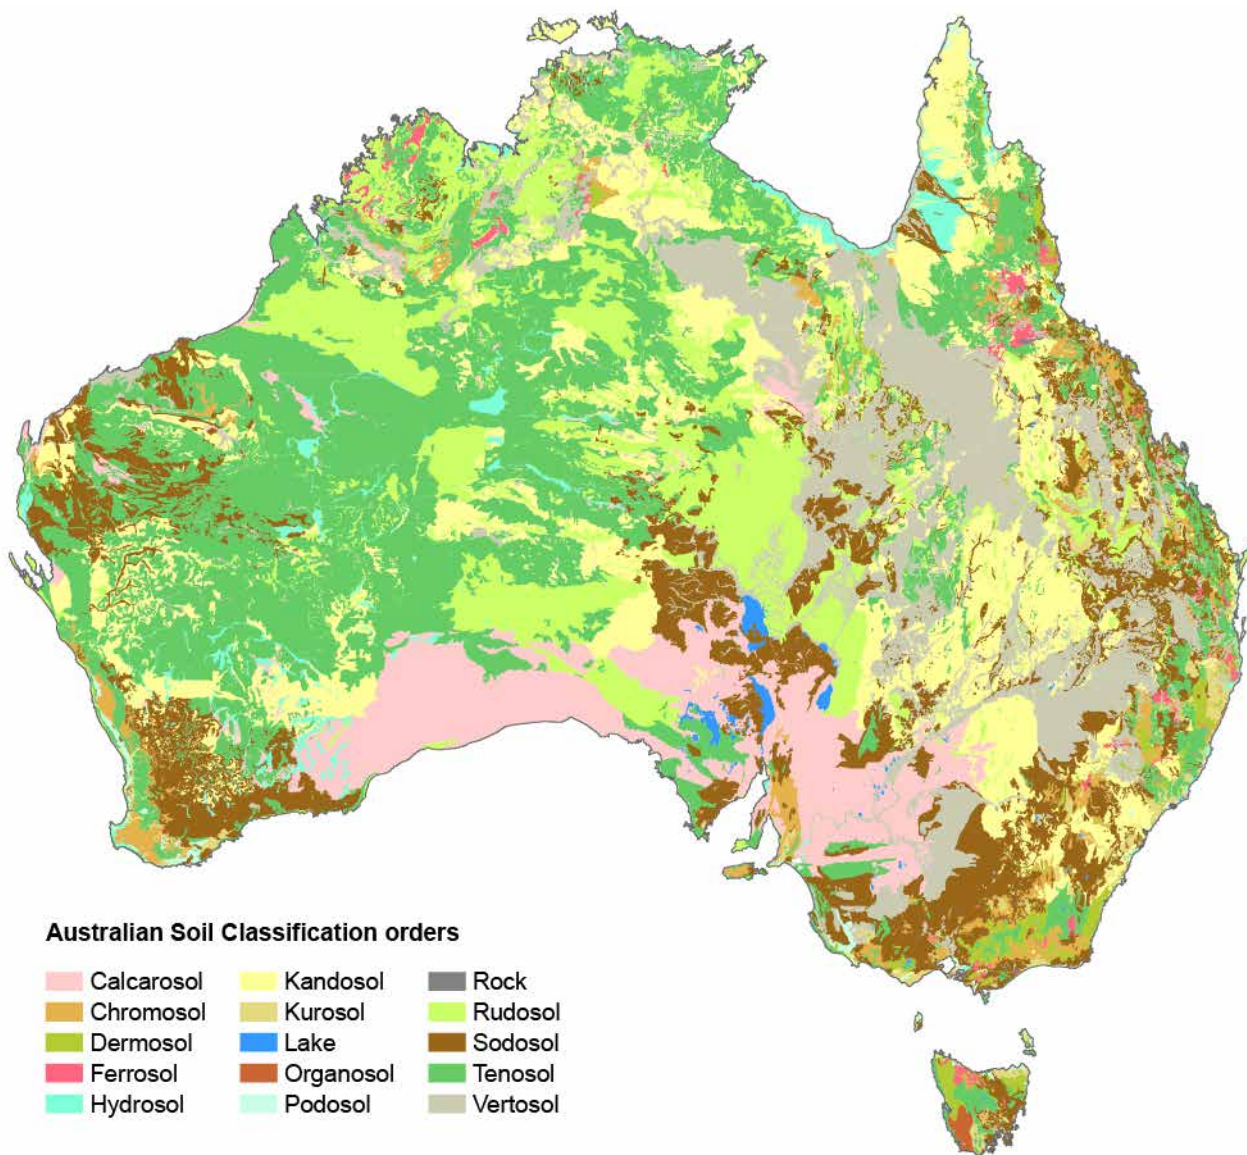 Australian Soil Classification orders
Calcarosol
Kandosol
Rock
Chromosol
Kurosol
Rudosol
Dermosol
Lake
Sodosol
Ferrosol
Organosol
Tenosol
Hydrosol
Podosol
Vertosol